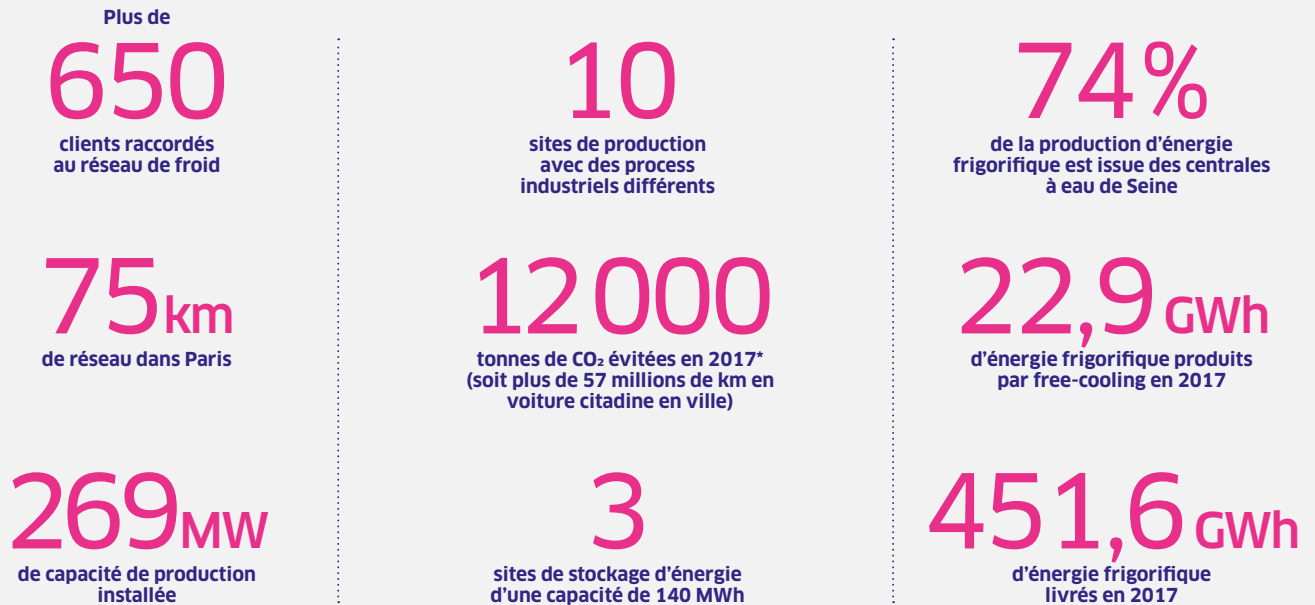 Plus de
650
clients raccordés
au réseau de froid
10
sites de production
avec des process
industriels différents
74%
de la production d'énergie
frigorifique est issue des centrales
à eau de Seine
75 km
de réseau dans Paris
12 000
tonnes de CO₂ évitées en 2017*
(soit plus de 57 millions de km en
voiture citadine en ville)
22,9 GWh
d'énergie frigorifique produits
par free-cooling en 2017
269 MW
de capacité de production
installée
3
sites de stockage d'énergie
d'une capacité de 140 MWh
451,6 GWh
d'énergie frigorifique
livrés en 2017